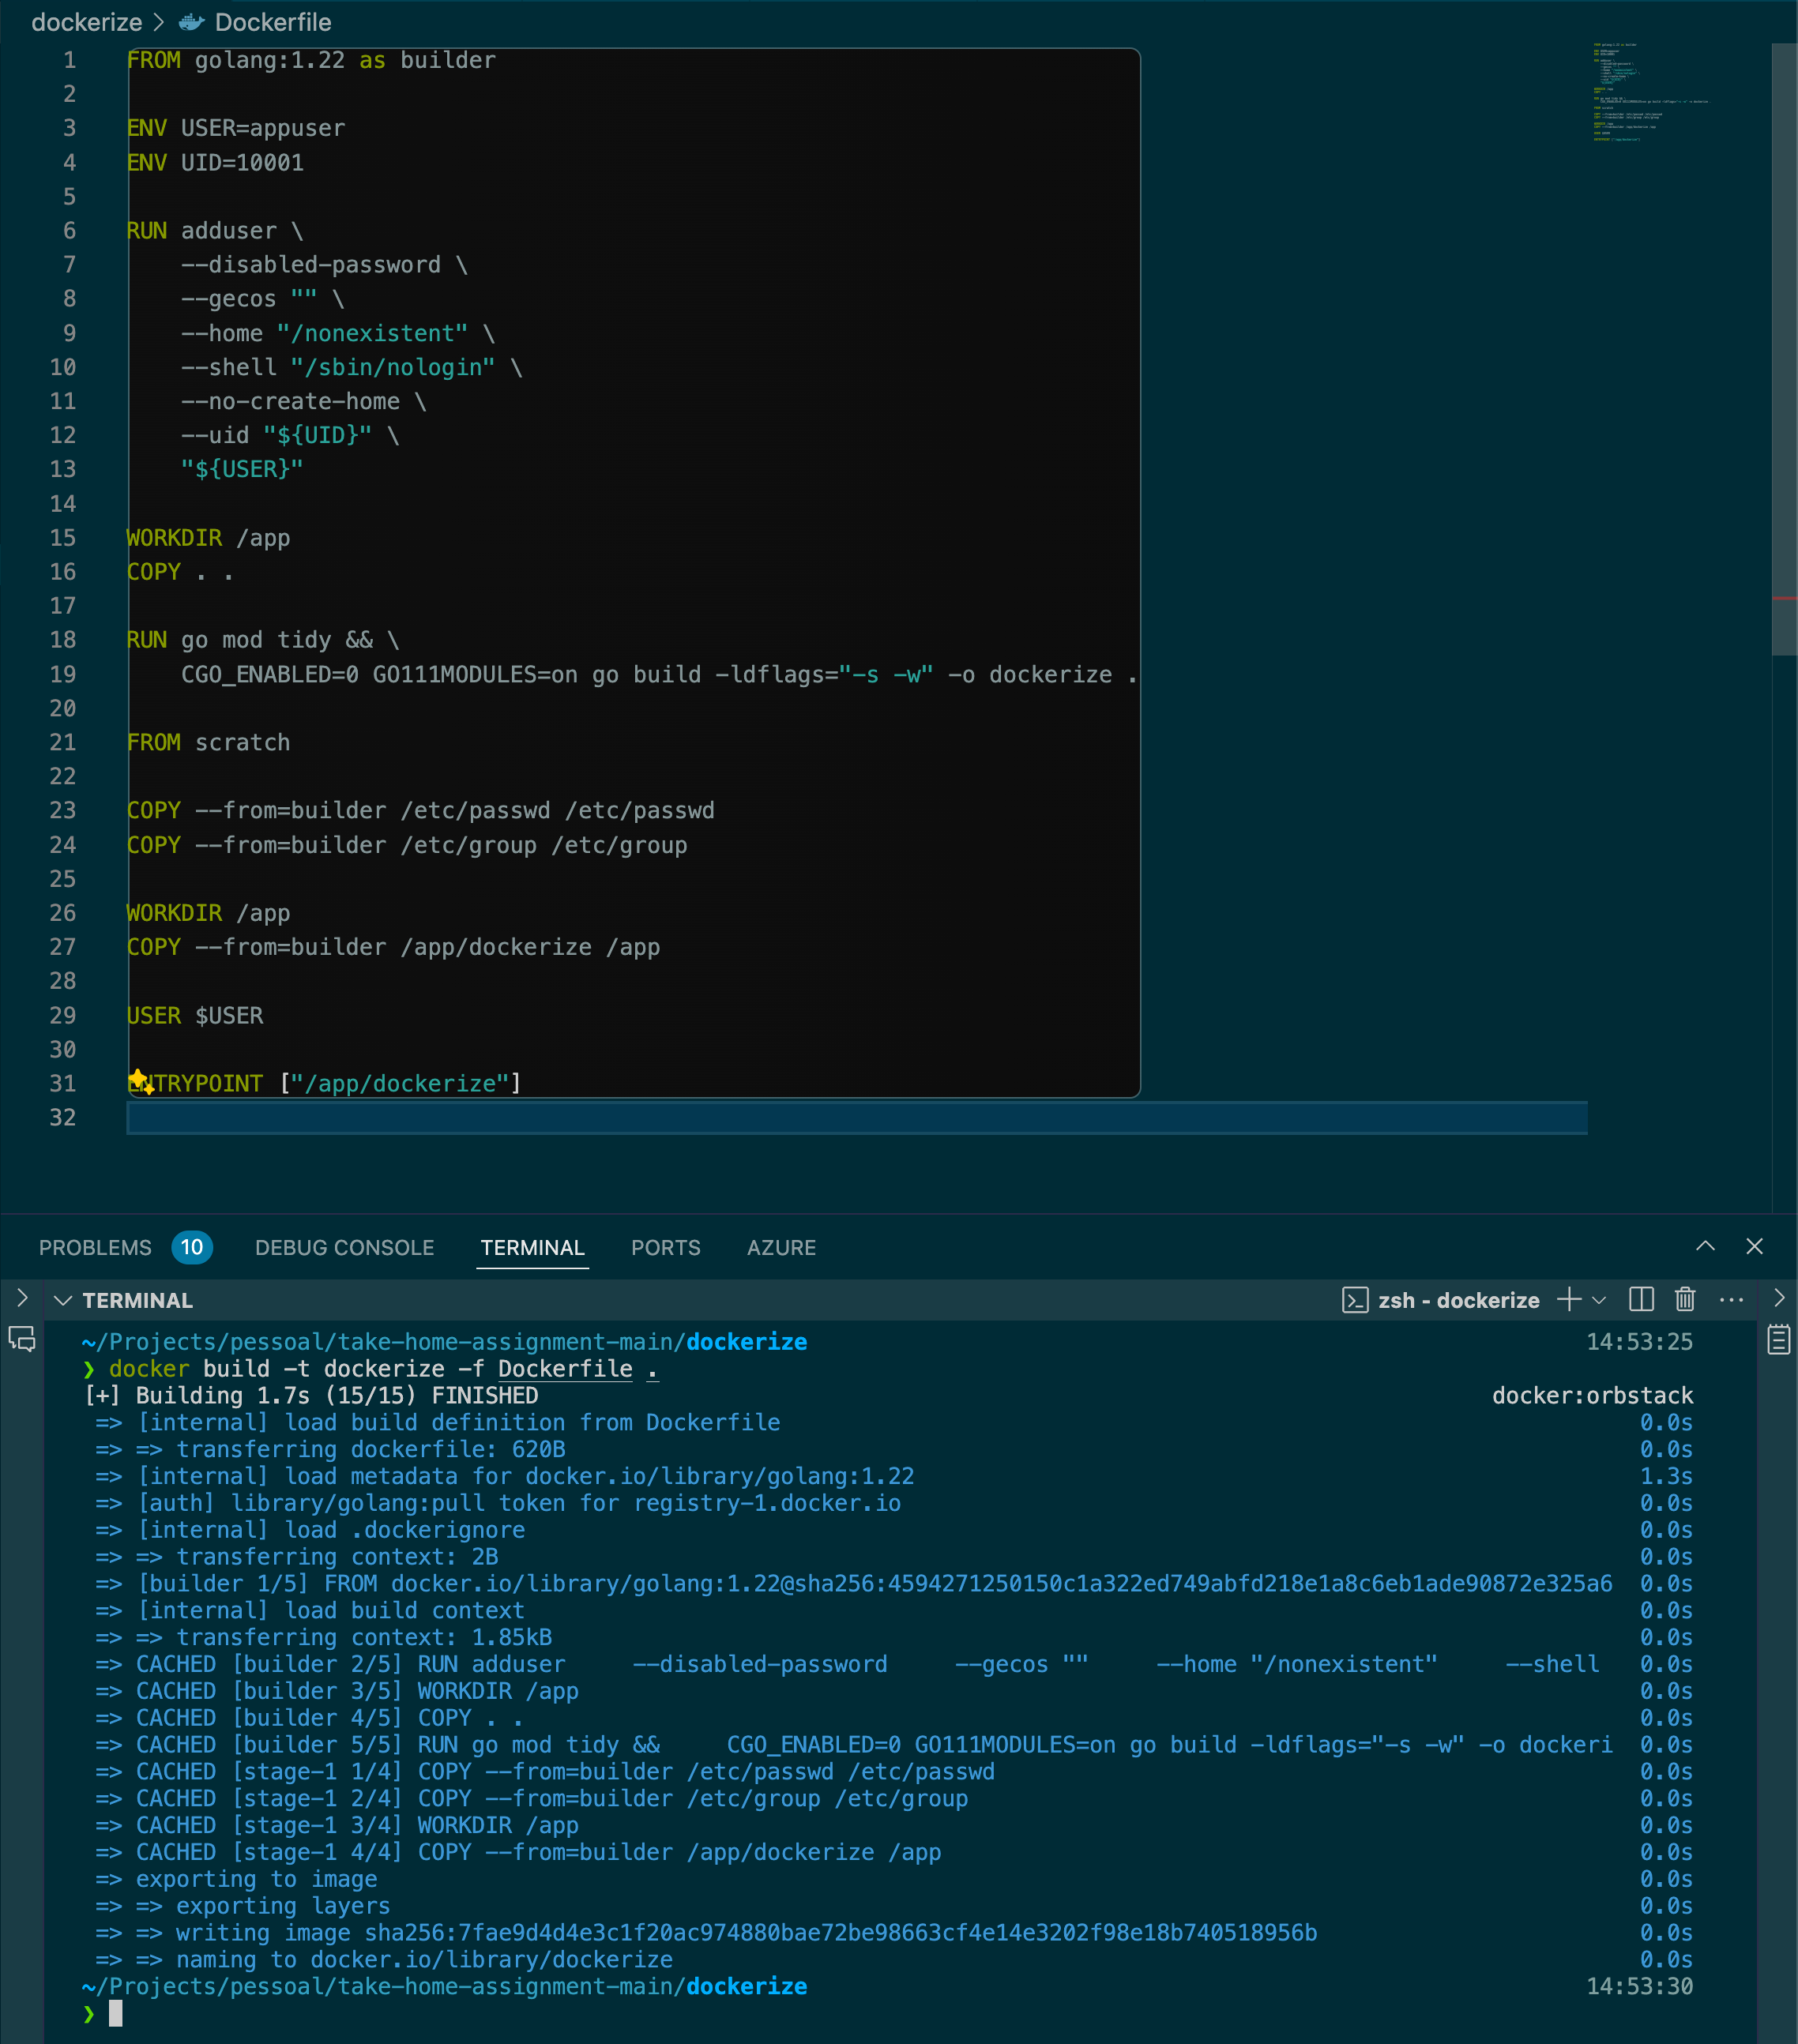 dockerize > Dockerfile
1 FROM golang:1.22 as builder
2
3 ENV USER=appuser
4 ENV UID=10001
5
6 RUN adduser \
7     --disabled-password \
8     --gecos "" \
9     --home "/nonexistent" \
10     --shell "/sbin/nologin" \
11     --no-create-home \
12     --uid "${UID}" \
13     "${USER}"
14
15 WORKDIR /app
16 COPY . .
17
18 RUN go mod tidy && \
19     CGO_ENABLED=0 GO111MODULES=on go build -ldflags="-s -w" -o dockerize .
20
21 FROM scratch
22
23 COPY --from=builder /etc/passwd /etc/passwd
24 COPY --from=builder /etc/group /etc/group
25
26 WORKDIR /app
27 COPY --from=builder /app/dockerize /app
28
29 USER $USER
30
31 ENTRYPOINT ["/app/dockerize"]
32
PROBLEMS 10 DEBUG CONSOLE TERMINAL PORTS AZURE
TERMINAL zsh - dockerize
~/Projects/pessoal/take-home-assignment-main/dockerize 14:53:25
❯ docker build -t dockerize -f Dockerfile .
[+] Building 1.7s (15/15) FINISHED docker:orbstack
=> [internal] load build definition from Dockerfile 0.0s
=> => transferring dockerfile: 620B 0.0s
=> [internal] load metadata for docker.io/library/golang:1.22 1.3s
=> [auth] library/golang:pull token for registry-1.docker.io 0.0s
=> [internal] load .dockerignore 0.0s
=> => transferring context: 2B 0.0s
=> [builder 1/5] FROM docker.io/library/golang:1.22@sha256:4594271250150c1a322ed749abfd218e1a8c6eb1ade90872e325a6 0.0s
=> [internal] load build context 0.0s
=> => transferring context: 1.85kB 0.0s
=> CACHED [builder 2/5] RUN adduser     --disabled-password     --gecos ""     --home "/nonexistent"     --shell 0.0s
=> CACHED [builder 3/5] WORKDIR /app 0.0s
=> CACHED [builder 4/5] COPY . . 0.0s
=> CACHED [builder 5/5] RUN go mod tidy &&     CGO_ENABLED=0 GO111MODULES=on go build -ldflags="-s -w" -o dockeri 0.0s
=> CACHED [stage-1 1/4] COPY --from=builder /etc/passwd /etc/passwd 0.0s
=> CACHED [stage-1 2/4] COPY --from=builder /etc/group /etc/group 0.0s
=> CACHED [stage-1 3/4] WORKDIR /app 0.0s
=> CACHED [stage-1 4/4] COPY --from=builder /app/dockerize /app 0.0s
=> exporting to image 0.0s
=> => exporting layers 0.0s
=> => writing image sha256:7fae9d4d4e3c1f20ac974880bae72be98663cf4e14e3202f98e18b740518956b 0.0s
=> => naming to docker.io/library/dockerize 0.0s
~/Projects/pessoal/take-home-assignment-main/dockerize 14:53:30
❯